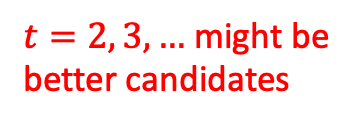 t = 2, 3, ... might be
better candidates